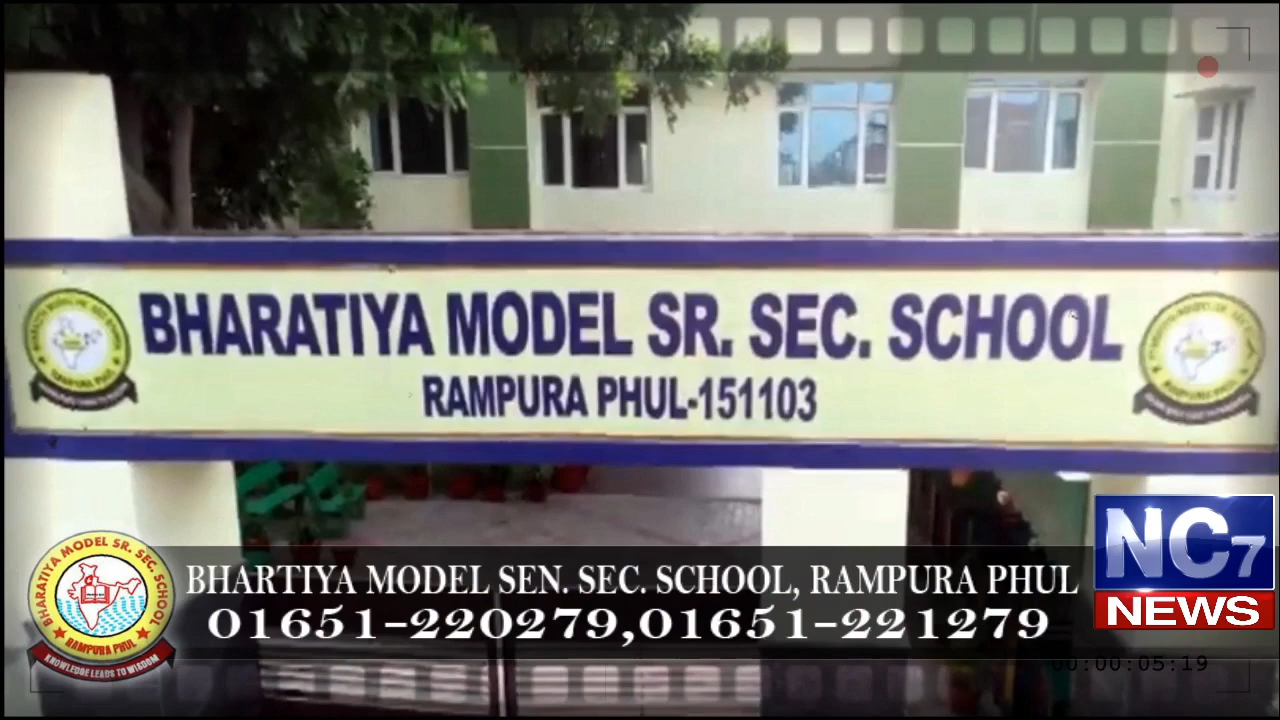 BHARATIYA MODEL SR. SEC. SCHOOL
RAMPURA PHUL-151103
BHARTIYA MODEL SEN. SEC. SCHOOL, RAMPURA PHUL
01651-220279,01651-221279
BHARATIYA MODEL SR. SEC. SCHOOL
RAMPURA PHUL
KNOWLEDGE LEADS TO WISDOM
NC7
NEWS
00:00:05:19